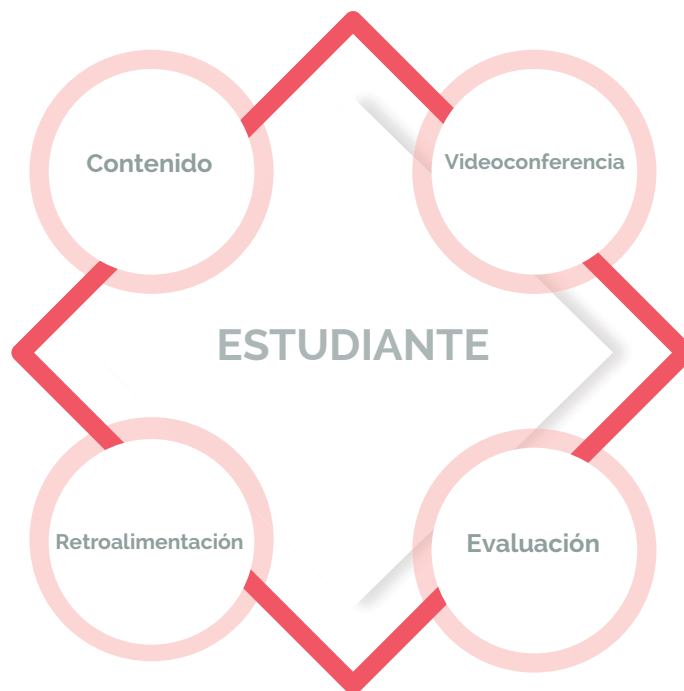 Contenido
Videoconferencia
ESTUDIANTE
Retroalimentación
Evaluación